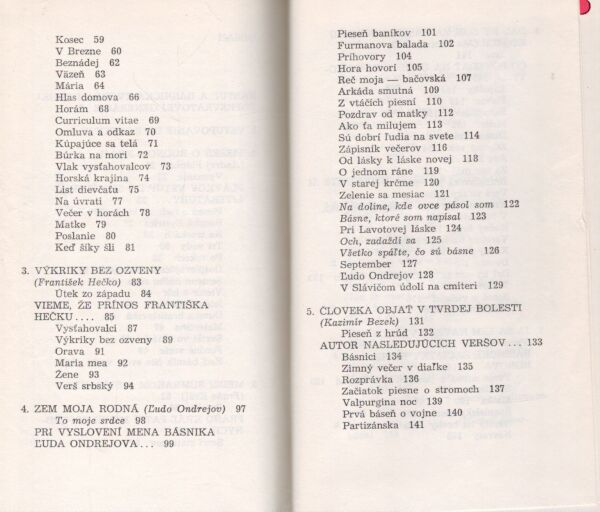 Kosec 59
V Brezne 60
Beznádej 62
Väzeň 63
Mária 64
Hlas domova 66
Horám 68
Curriculum vitae 69
Omluva a odkaz 70
Kúpajúce sa telá 71
Búrka na mori 72
Vlak vysťahovalcov 73
Horská krajina 74
List dievčaťu 75
Na úvrati 77
Večer v horách 78
Matke 79
Poslanie 80
Keď šíky šli 81
3. VÝKRIKY BEZ OZVENY
(František Hečko) 83
Útek zo západu 84
VIEME, ŽE PRÍNOS FRANTIŠKA
HEČKU.... 85
Vysťahovalci 87
Výkriky bez ozveny 89
Orava 91
Maria mea 92
Žene 93
Verš srbský 94
4. ZEM MOJA RODNÁ (Ľudo Ondrejov) 97
To moje srdce 98
PRI VYSLOVENÍ MENA BÁSNIKA
ĽUDA ONDREJOVA... 99
Pieseň baníkov 101
Furmanova balada 102
Príhovory 104
Hora hovorí 105
Reč moja — bačovská 107
Arkáda smutná 109
Z vtáčích piesní 110
Pozdrav od matky 112
Ako ťa milujem 113
Sú dobrí ľudia na svete 114
Zápisník večerov 116
Od lásky k láske novej 118
O jednom ráne 119
V starej krčme 120
Zelenie sa mesiac 121
Na doline, kde ovce pásol som 122
Básne, ktoré som napísal 123
Pri Lavotovej láske 124
Och, zadaždi sa 125
Všetko spáľte, čo sú básne 126
September 127
Ľudo Ondrejov 128
V Slávičom údolí na cmiteri 129
5. ČLOVEKA OBJAŤ V TVRDEJ BOLESTI
(Kazimír Bezek) 131
Pieseň z hrúd 132
AUTOR NASLEDUJÚCICH VERŠOV... 133
Básnici 134
Zimný večer v diaľke 135
Rozprávka 136
Začiatok piesne o stromoch 137
Valpurgina noc 139
Prvá báseň o vojne 140
Partizánska 141